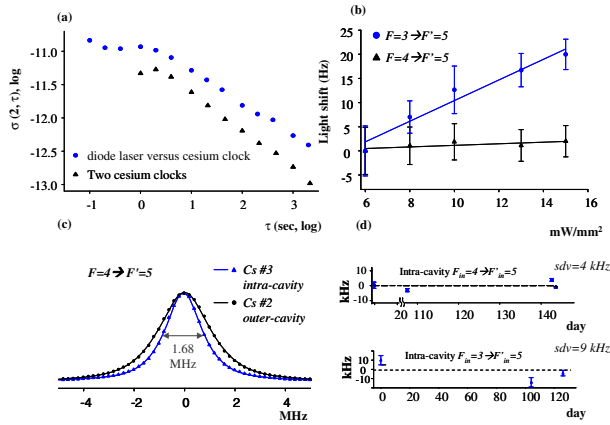 (a)
σ (2, τ), log
-11.0
-11.5
-12.0
-12.5
-13.0
diode laser versus cesium clock
Two cesium clocks
-1 0 1 2 3
τ (sec, log)
(b)
Light shift (Hz)
25
20
15
10
5
0
-5
F=3→F'=5
F=4→F'=5
6 8 10 12 14 16
mW/mm²
(c)
F=4→F'=5
Cs #3
intra-cavity
Cs #2
outer-cavity
1.68
MHz
-4 -2 0 2 4
MHz
(d)
sdv=4 kHz
kHz
10
0
-10
Intra-cavity F_in=4→F'_in=5
0 20 110 120 130 140
day
sdv=9 kHz
kHz
10
0
-10
Intra-cavity F_in=3→F'_in=5
0 20 40 60 80 100 120
day